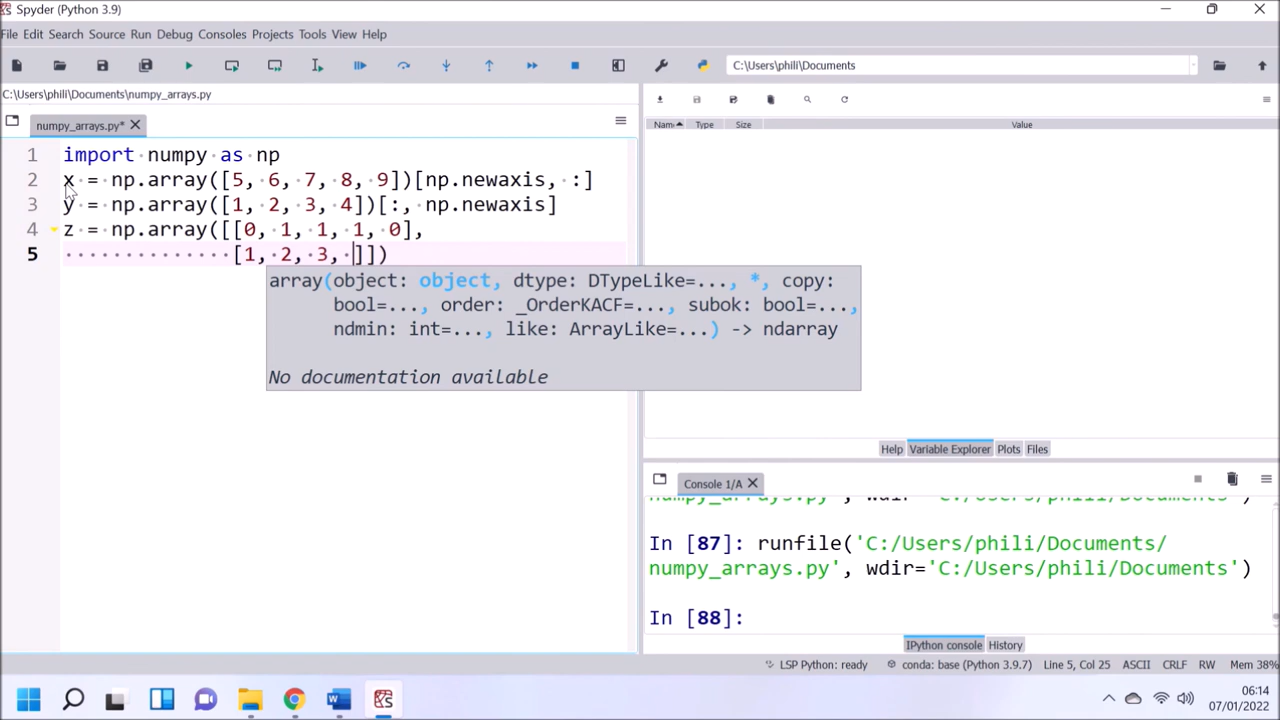 Spyder (Python 3.9)
File Edit Search Source Run Debug Consoles Projects Tools View Help
C:\Users\phili\Documents
C:\Users\phili\Documents\numpy_arrays.py
numpy_arrays.py*
Name Type Size Value
1 import numpy as np
2 x = np.array([5, 6, 7, 8, 9])[np.newaxis, :]
3 y = np.array([1, 2, 3, 4])[:, np.newaxis]
4 z = np.array([[0, 1, 1, 1, 0],
5 [1, 2, 3, ]])
array(object: object, dtype: DTypeLike=..., *, copy:
bool=..., order: _OrderKACF=..., subok: bool=...,
ndmin: int=..., like: ArrayLike=...) -> ndarray
No documentation available
Help Variable Explorer Plots Files
Console 1/A
numpy_arrays.py', wdir='C:/Users/phili/Documents')
In [87]: runfile('C:/Users/phili/Documents/
numpy_arrays.py', wdir='C:/Users/phili/Documents')
In [88]:
IPython console History
LSP Python: ready conda: base (Python 3.9.7) Line 5, Col 25 ASCII CRLF RW Mem 38%
06:14
07/01/2022